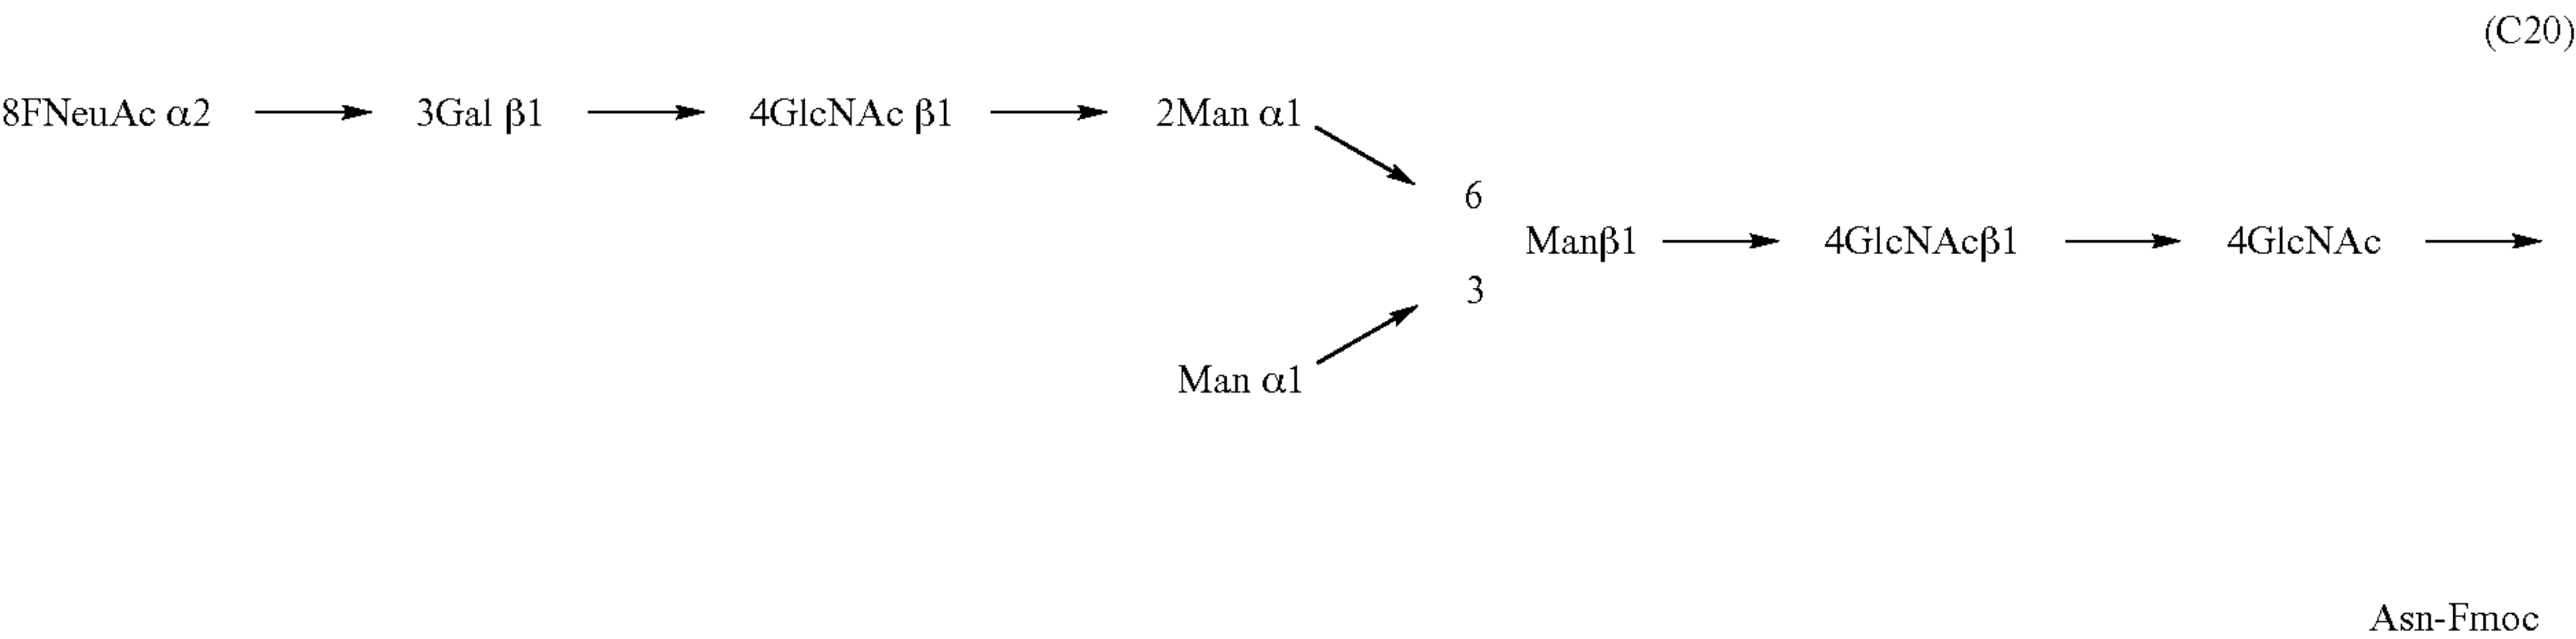 (C20)
8FNeuAc α2 → 3Gal β1 → 4GlcNAc β1 → 2Man α1
6
Manβ1 → 4GlcNAcβ1 → 4GlcNAc →
3
Man α1
Asn-Fmoc